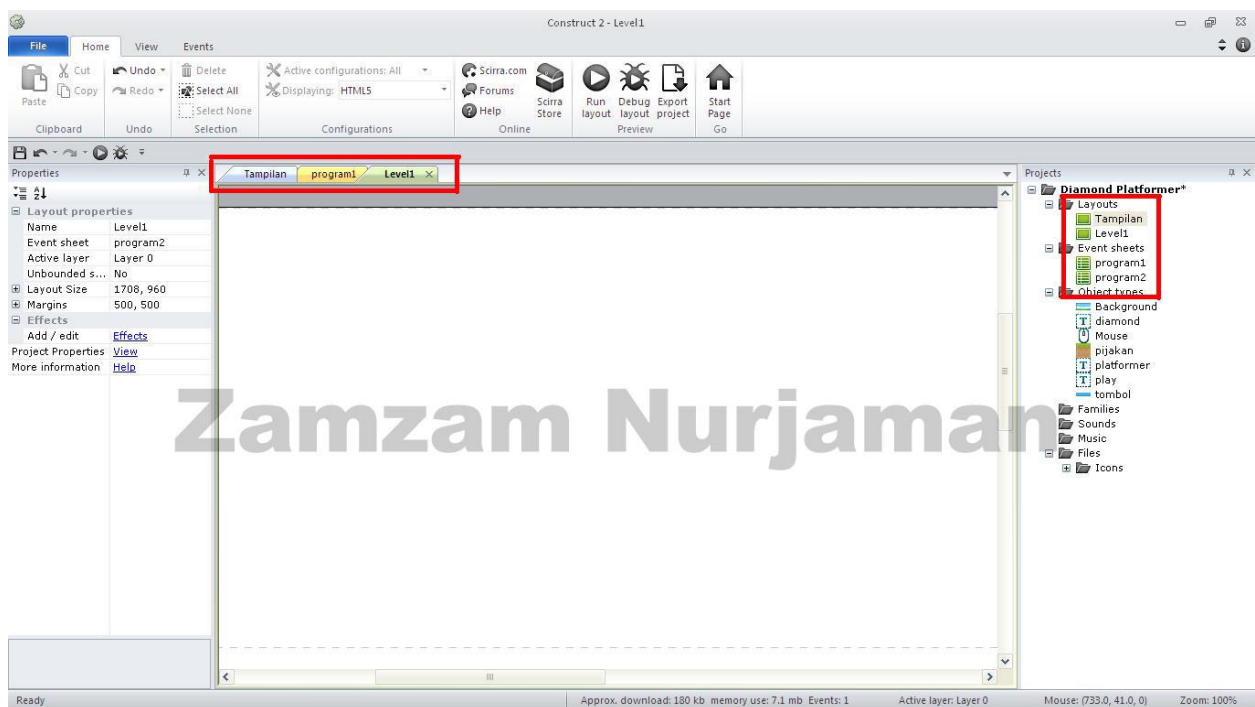 Construct 2 - Level1
File Home View Events
Paste Cut Copy Clipboard
Undo Redo Undo
Delete Select All Select None Selection
Active configurations: All
Displaying: HTML5
Configurations
Scirra.com Forums Help Scirra Store Online
Run layout Debug layout Export project Preview
Start Page Go
Properties
Layout properties
Name Level1
Event sheet program2
Active layer Layer 0
Unbounded s... No
Layout Size 1708, 960
Margins 500, 500
Effects
Add / edit Effects
Project Properties View
More information Help
Tampilan program1 Level1
Zamzam Nurjaman
Projects
Diamond Platformer*
Layouts
Tampilan
Level1
Event sheets
program1
program2
Object types
Background
diamond
Mouse
pijakan
platformer
play
tombol
Families
Sounds
Music
Files
Icons
Ready Approx. download: 180 kb memory use: 7.1 mb Events: 1 Active layer: Layer 0 Mouse: (733.0, 41.0, 0) Zoom: 100%